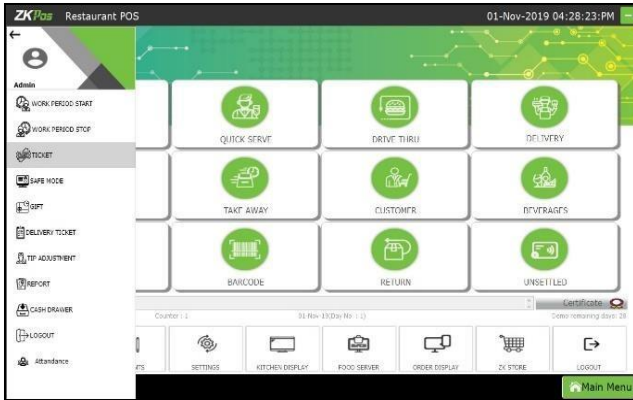 ZKPos Restaurant POS 01-Nov-2019 04:28:23:PM
Admin
WORK PERIOD START
WORK PERIOD STOP
TICKET
SAFE MODE
GIFT
DELIVERY TICKET
TIP ADJUSTMENT
REPORT
CASH DRAWER
LOGOUT
Attandance
QUICK SERVE DRIVE THRU DELIVERY
TAKE AWAY CUSTOMER BEVERAGES
BARCODE RETURN UNSETTLED
Certificate
Counter : 1 01-Nov-19(Day No : 1) Demo remaining days: 28
SETTINGS KITCHEN DISPLAY FOOD SERVER ORDER DISPLAY ZK STORE LOGOUT
Main Menu